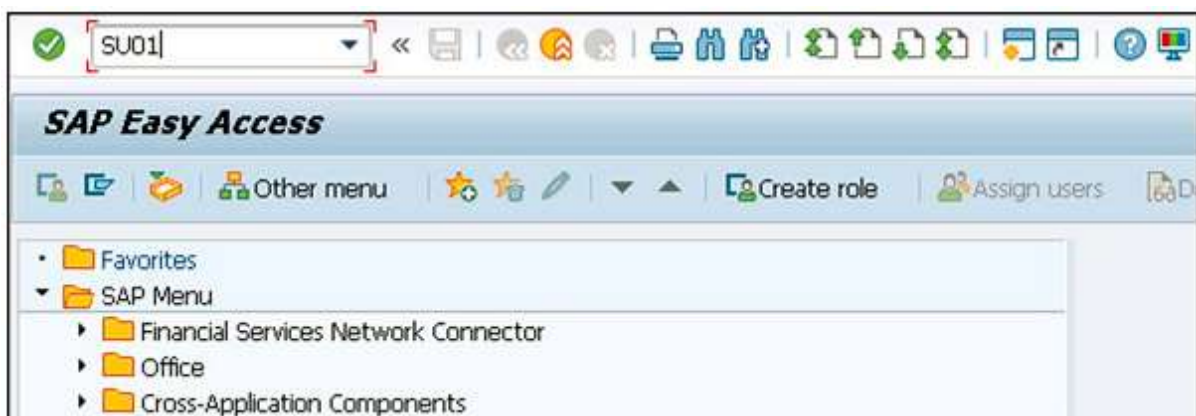 SU01
SAP Easy Access
Other menu Create role Assign users D
Favorites
SAP Menu
Financial Services Network Connector
Office
Cross-Application Components